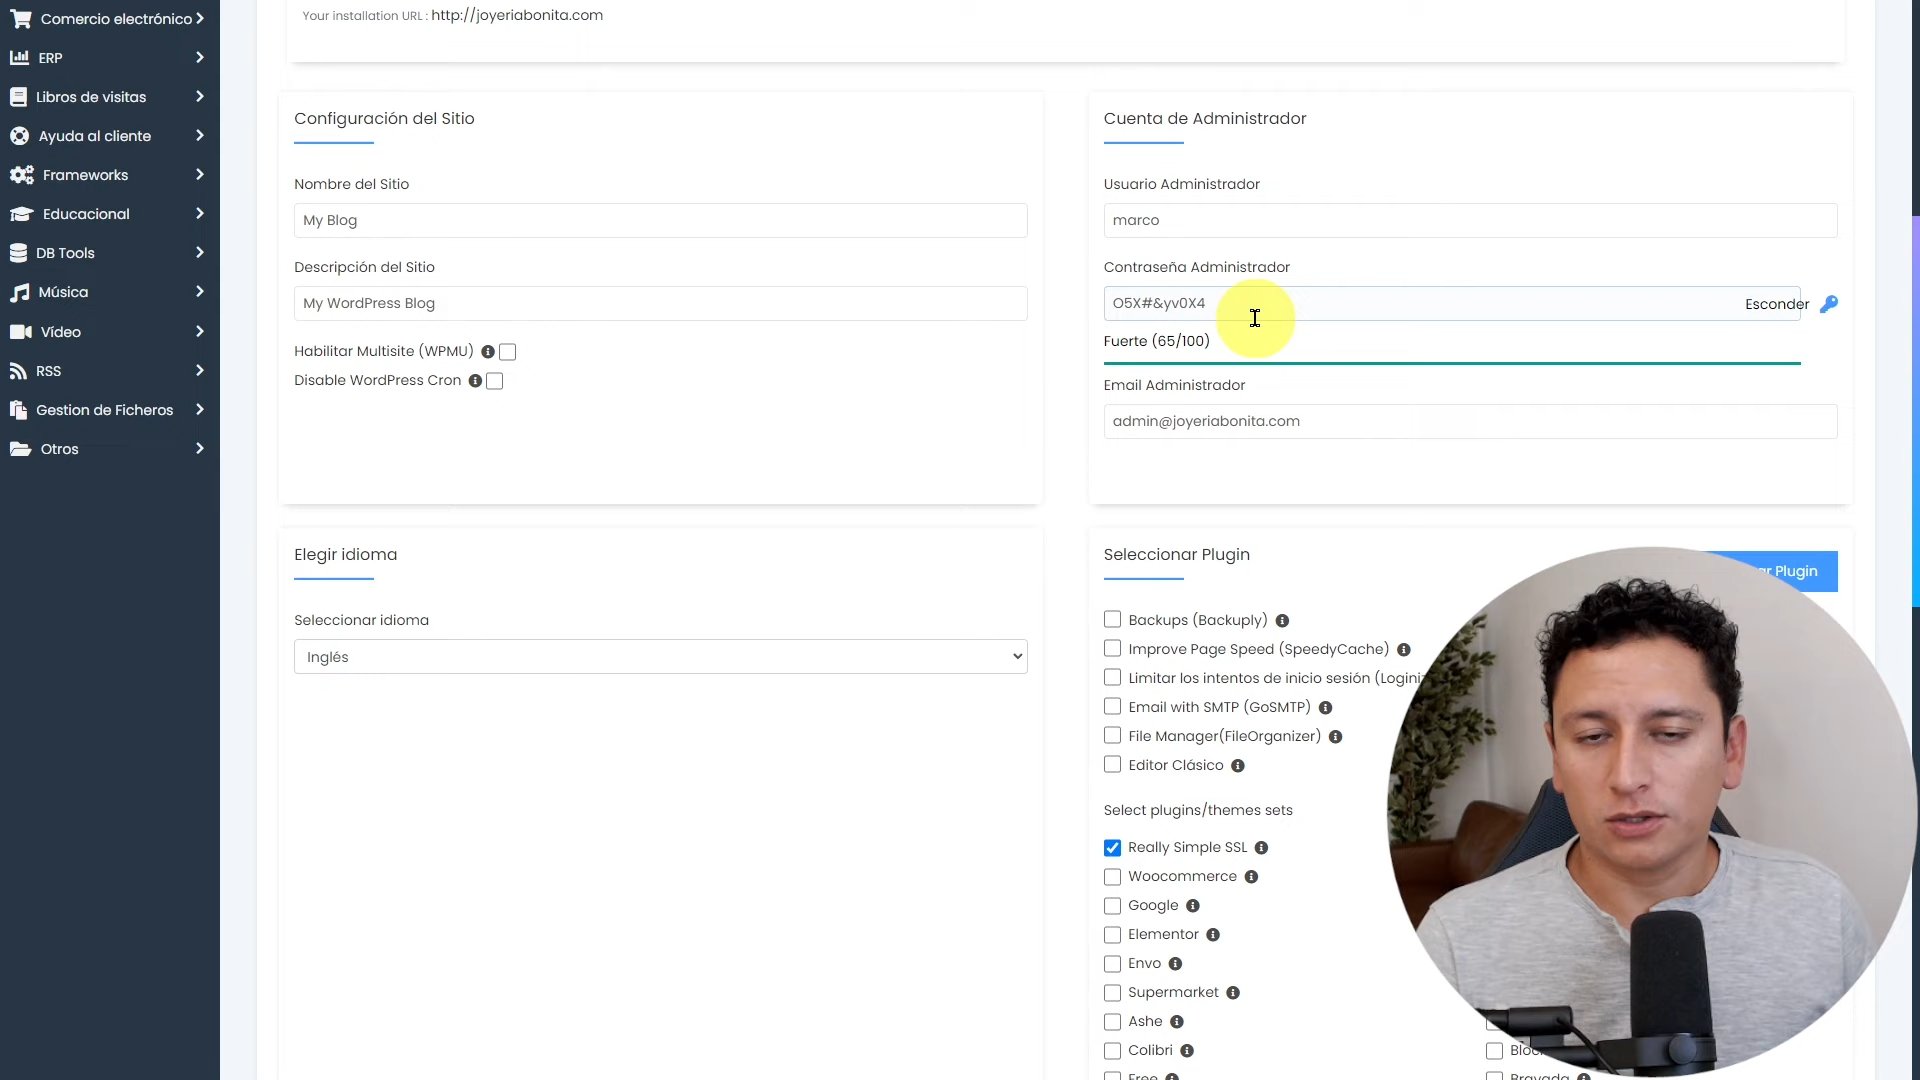 Comercio electrónico
ERP
Libros de visitas
Ayuda al cliente
Frameworks
Educacional
DB Tools
Música
Vídeo
RSS
Gestion de Ficheros
Otros
Your installation URL : http://joyeriabonita.com
Configuración del Sitio
Nombre del Sitio
My Blog
Descripción del Sitio
My WordPress Blog
Habilitar Multisite (WPMU)
Disable WordPress Cron
Cuenta de Administrador
Usuario Administrador
marco
Contraseña Administrador
O5X#&yv0X4
Esconder
Fuerte (65/100)
Email Administrador
admin@joyeriabonita.com
Elegir idioma
Seleccionar idioma
Inglés
Seleccionar Plugin
Plugin
Backups (Backuply)
Improve Page Speed (SpeedyCache)
Limitar los intentos de inicio sesión
Email with SMTP (GoSMTP)
File Manager(FileOrganizer)
Editor Clásico
Select plugins/themes sets
Really Simple SSL
Woocommerce
Google
Elementor
Envo
Supermarket
Ashe
Colibri
Free
Bravada